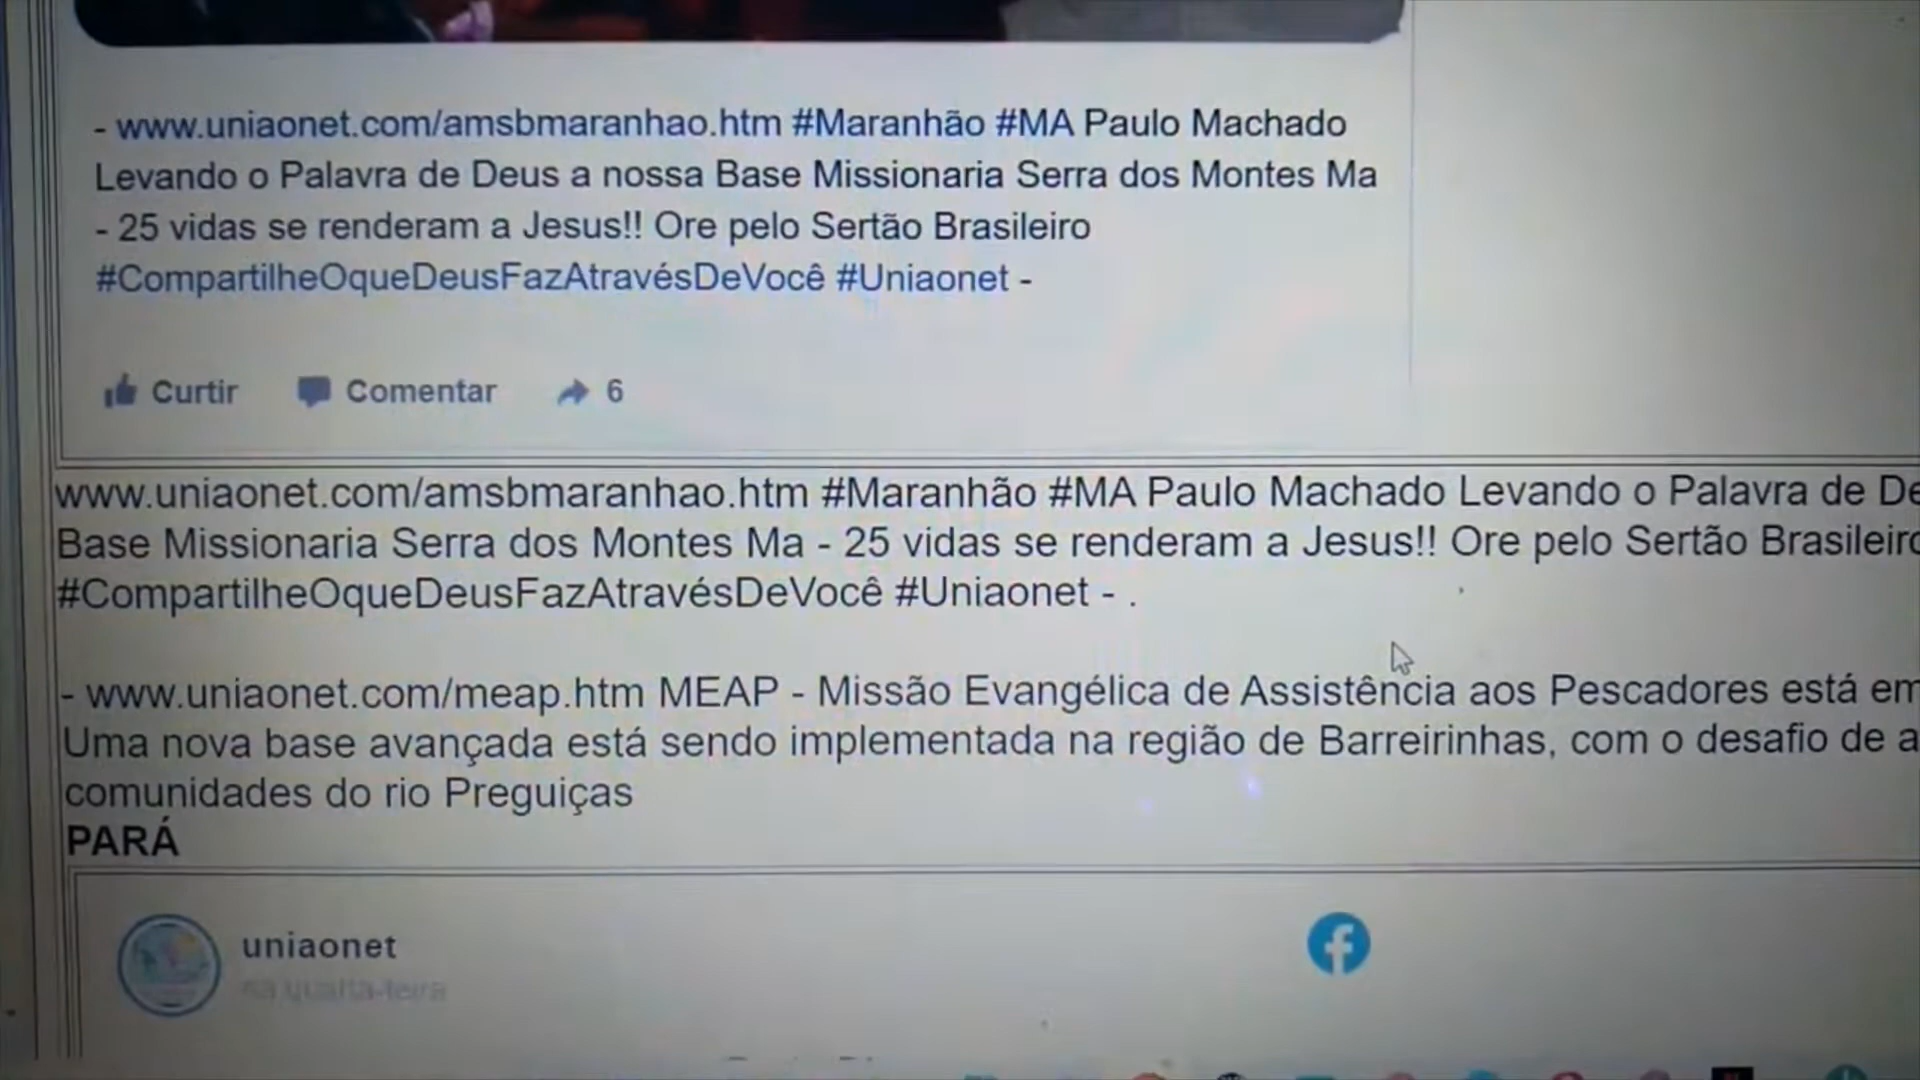 - www.uniaonet.com/amsbmaranhao.htm #Maranhão #MA Paulo Machado
Levando o Palavra de Deus a nossa Base Missionaria Serra dos Montes Ma
- 25 vidas se renderam a Jesus!! Ore pelo Sertão Brasileiro
#CompartilheOqueDeusFazAtravésDeVocê #Uniaonet -
Curtir Comentar 6
www.uniaonet.com/amsbmaranhao.htm #Maranhão #MA Paulo Machado Levando o Palavra de De
Base Missionaria Serra dos Montes Ma - 25 vidas se renderam a Jesus!! Ore pelo Sertão Brasileiro
#CompartilheOqueDeusFazAtravésDeVocê #Uniaonet - .
- www.uniaonet.com/meap.htm MEAP - Missão Evangélica de Assistência aos Pescadores está em
Uma nova base avançada está sendo implementada na região de Barreirinhas, com o desafio de a
comunidades do rio Preguiças
PARÁ
uniaonet
na quarta-feira